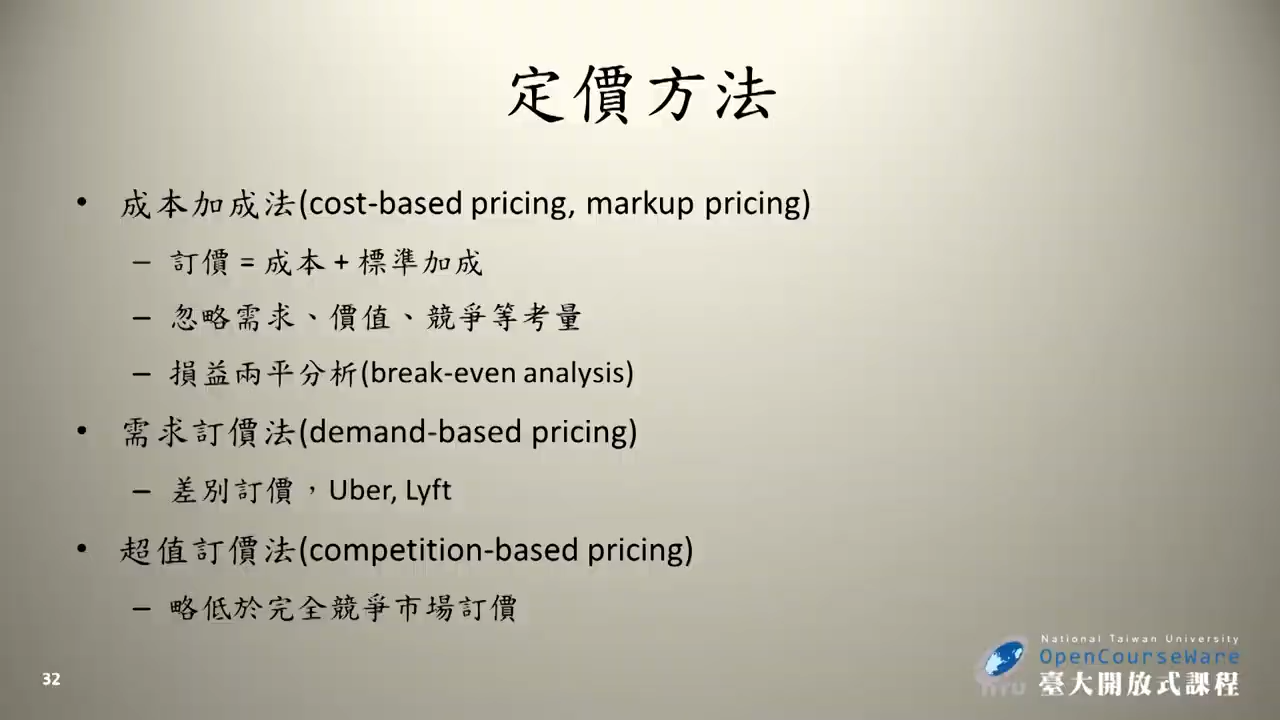 定價方法
• 成本加成法(cost-based pricing, markup pricing)
– 訂價 = 成本 + 標準加成
– 忽略需求、價值、競爭等考量
– 損益兩平分析(break-even analysis)
• 需求訂價法(demand-based pricing)
– 差別訂價，Uber, Lyft
• 超值訂價法(competition-based pricing)
– 略低於完全競爭市場訂價
32
National Taiwan University
OpenCourseWare
NTU
臺大開放式課程